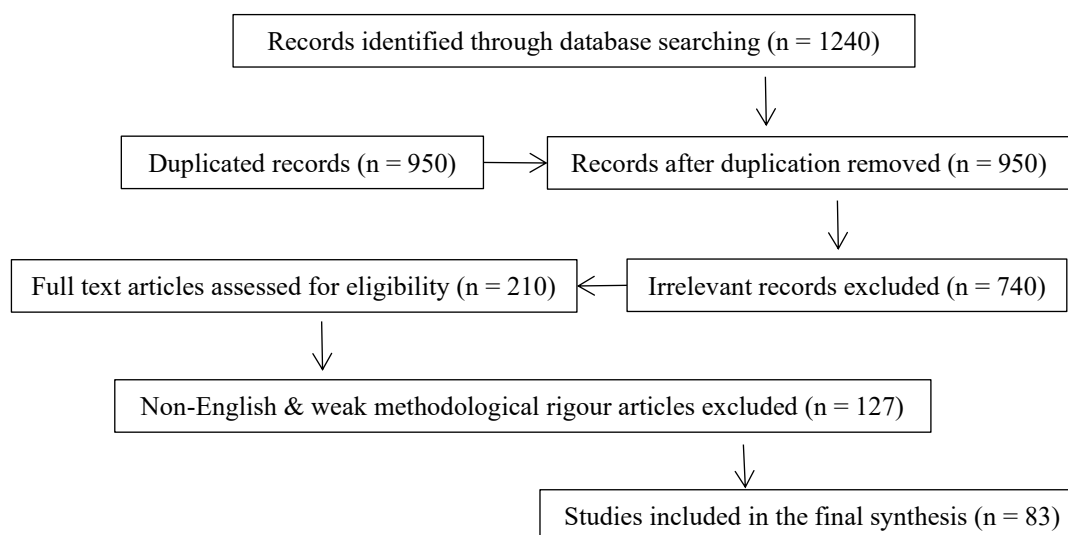 Records identified through database searching (n = 1240)
Duplicated records (n = 950)
Records after duplication removed (n = 950)
Full text articles assessed for eligibility (n = 210)
Irrelevant records excluded (n = 740)
Non-English & weak methodological rigour articles excluded (n = 127)
Studies included in the final synthesis (n = 83)